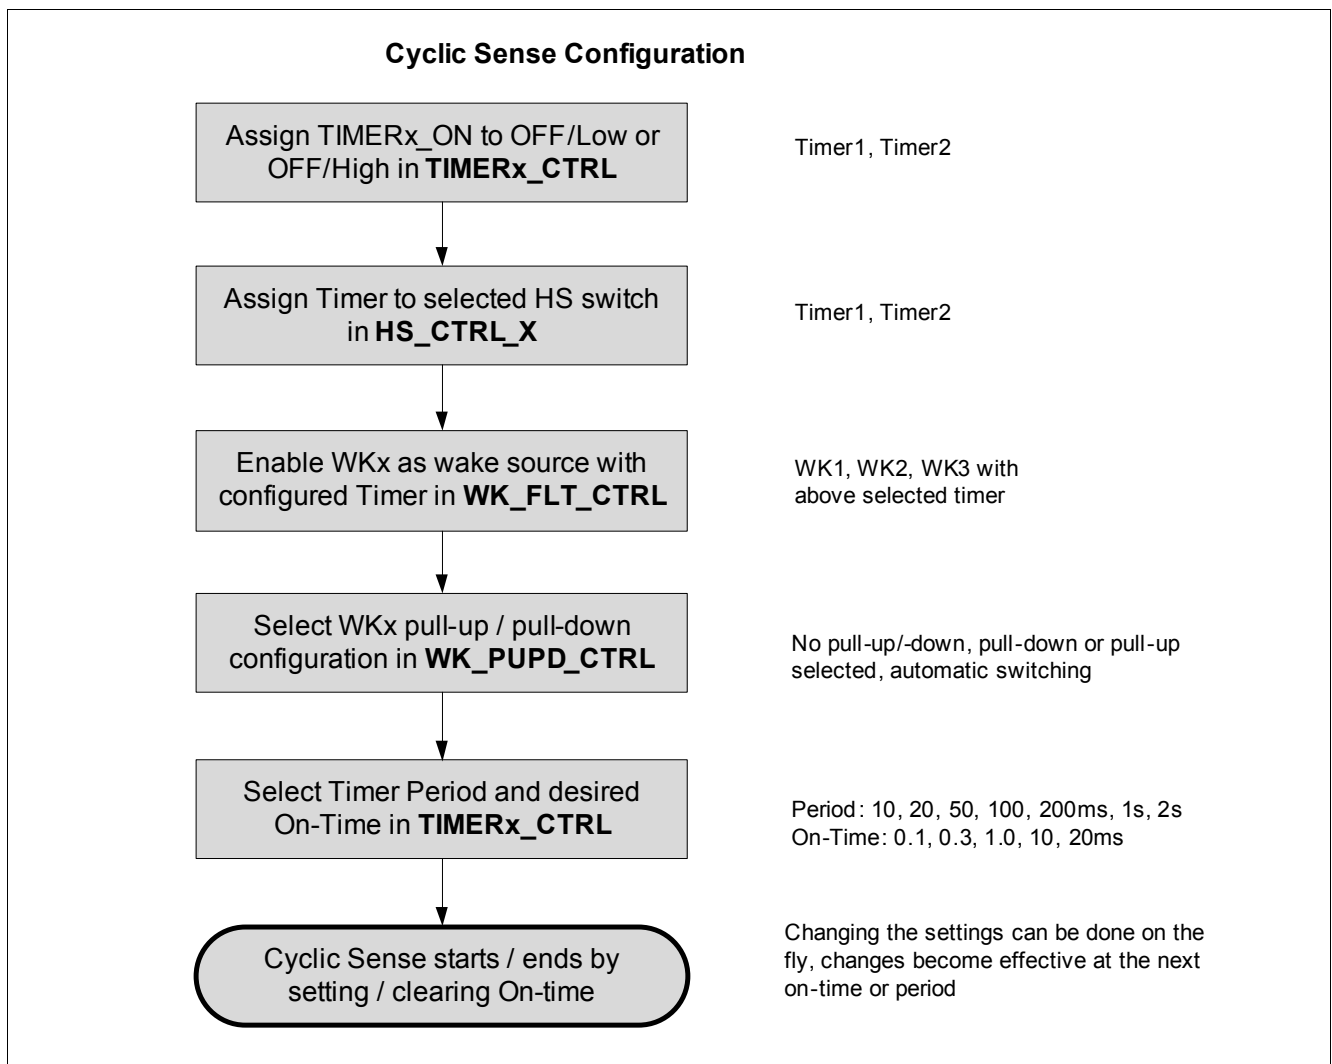 Cyclic Sense Configuration
Assign TIMERx_ON to OFF/Low or
OFF/High in TIMERx_CTRL
Timer1, Timer2
Assign Timer to selected HS switch
in HS_CTRL_X
Timer1, Timer2
Enable WKx as wake source with
configured Timer in WK_FLT_CTRL
WK1, WK2, WK3 with
above selected timer
Select WKx pull-up / pull-down
configuration in WK_PUPD_CTRL
No pull-up/-down, pull-down or pull-up
selected, automatic switching
Select Timer Period and desired
On-Time in TIMERx_CTRL
Period: 10, 20, 50, 100, 200ms, 1s, 2s
On-Time: 0.1, 0.3, 1.0, 10, 20ms
Cyclic Sense starts / ends by
setting / clearing On-time
Changing the settings can be done on the
fly, changes become effective at the next
on-time or period